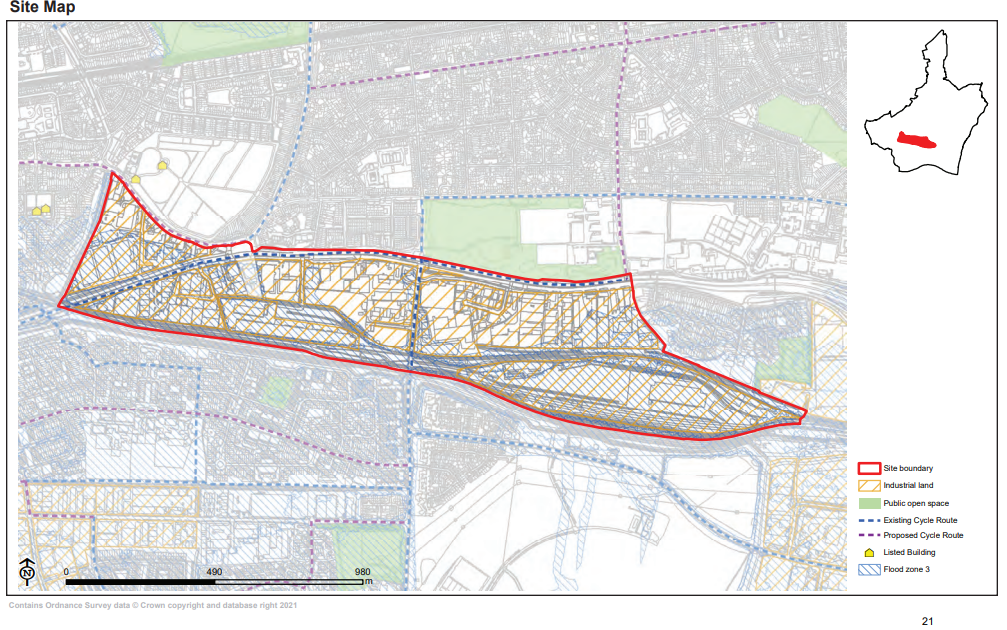 Site Map
Site boundary
Industrial land
Public open space
Existing Cycle Route
Proposed Cycle Route
Listed Building
Flood zone 3
N
0 490 980
m
Contains Ordnance Survey data © Crown copyright and database right 2021
21